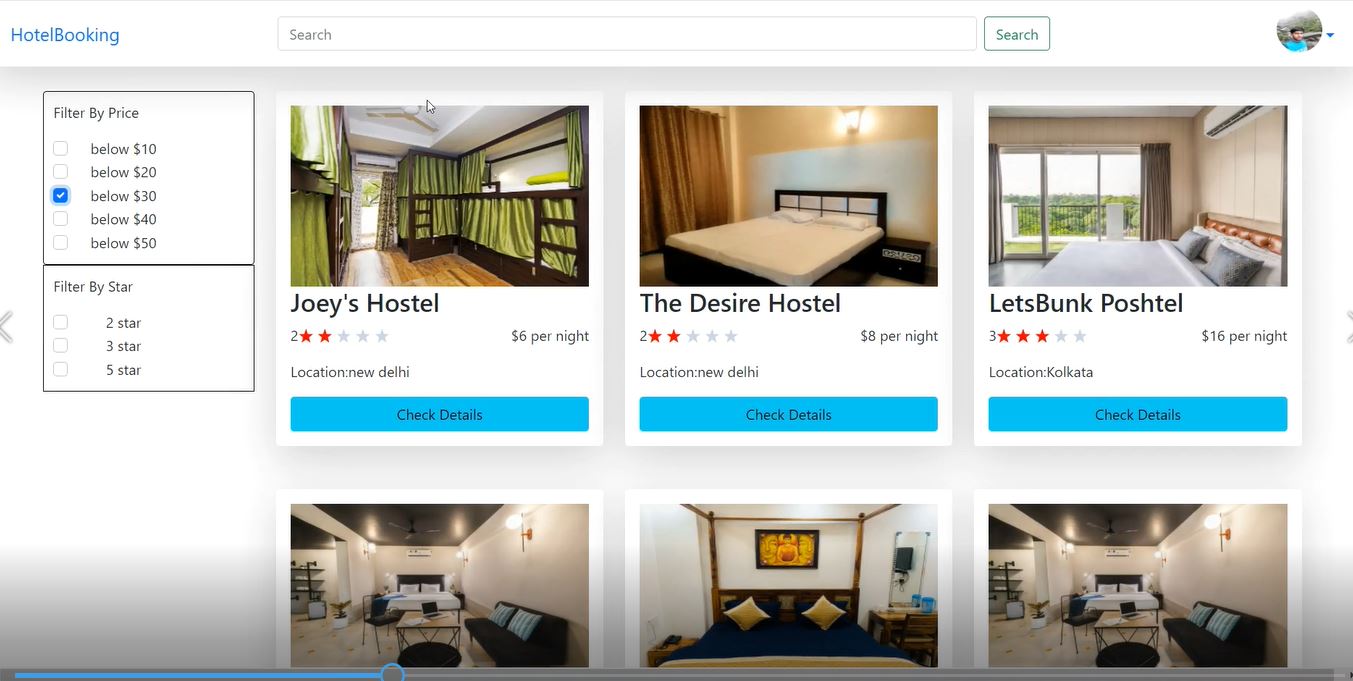 HotelBooking
Search
Search
Filter By Price
below $10
below $20
below $30
below $40
below $50
Filter By Star
2 star
3 star
5 star
Joey's Hostel
2
$6 per night
Location:new delhi
Check Details
The Desire Hostel
2
$8 per night
Location:new delhi
Check Details
LetsBunk Poshtel
3
$16 per night
Location:Kolkata
Check Details